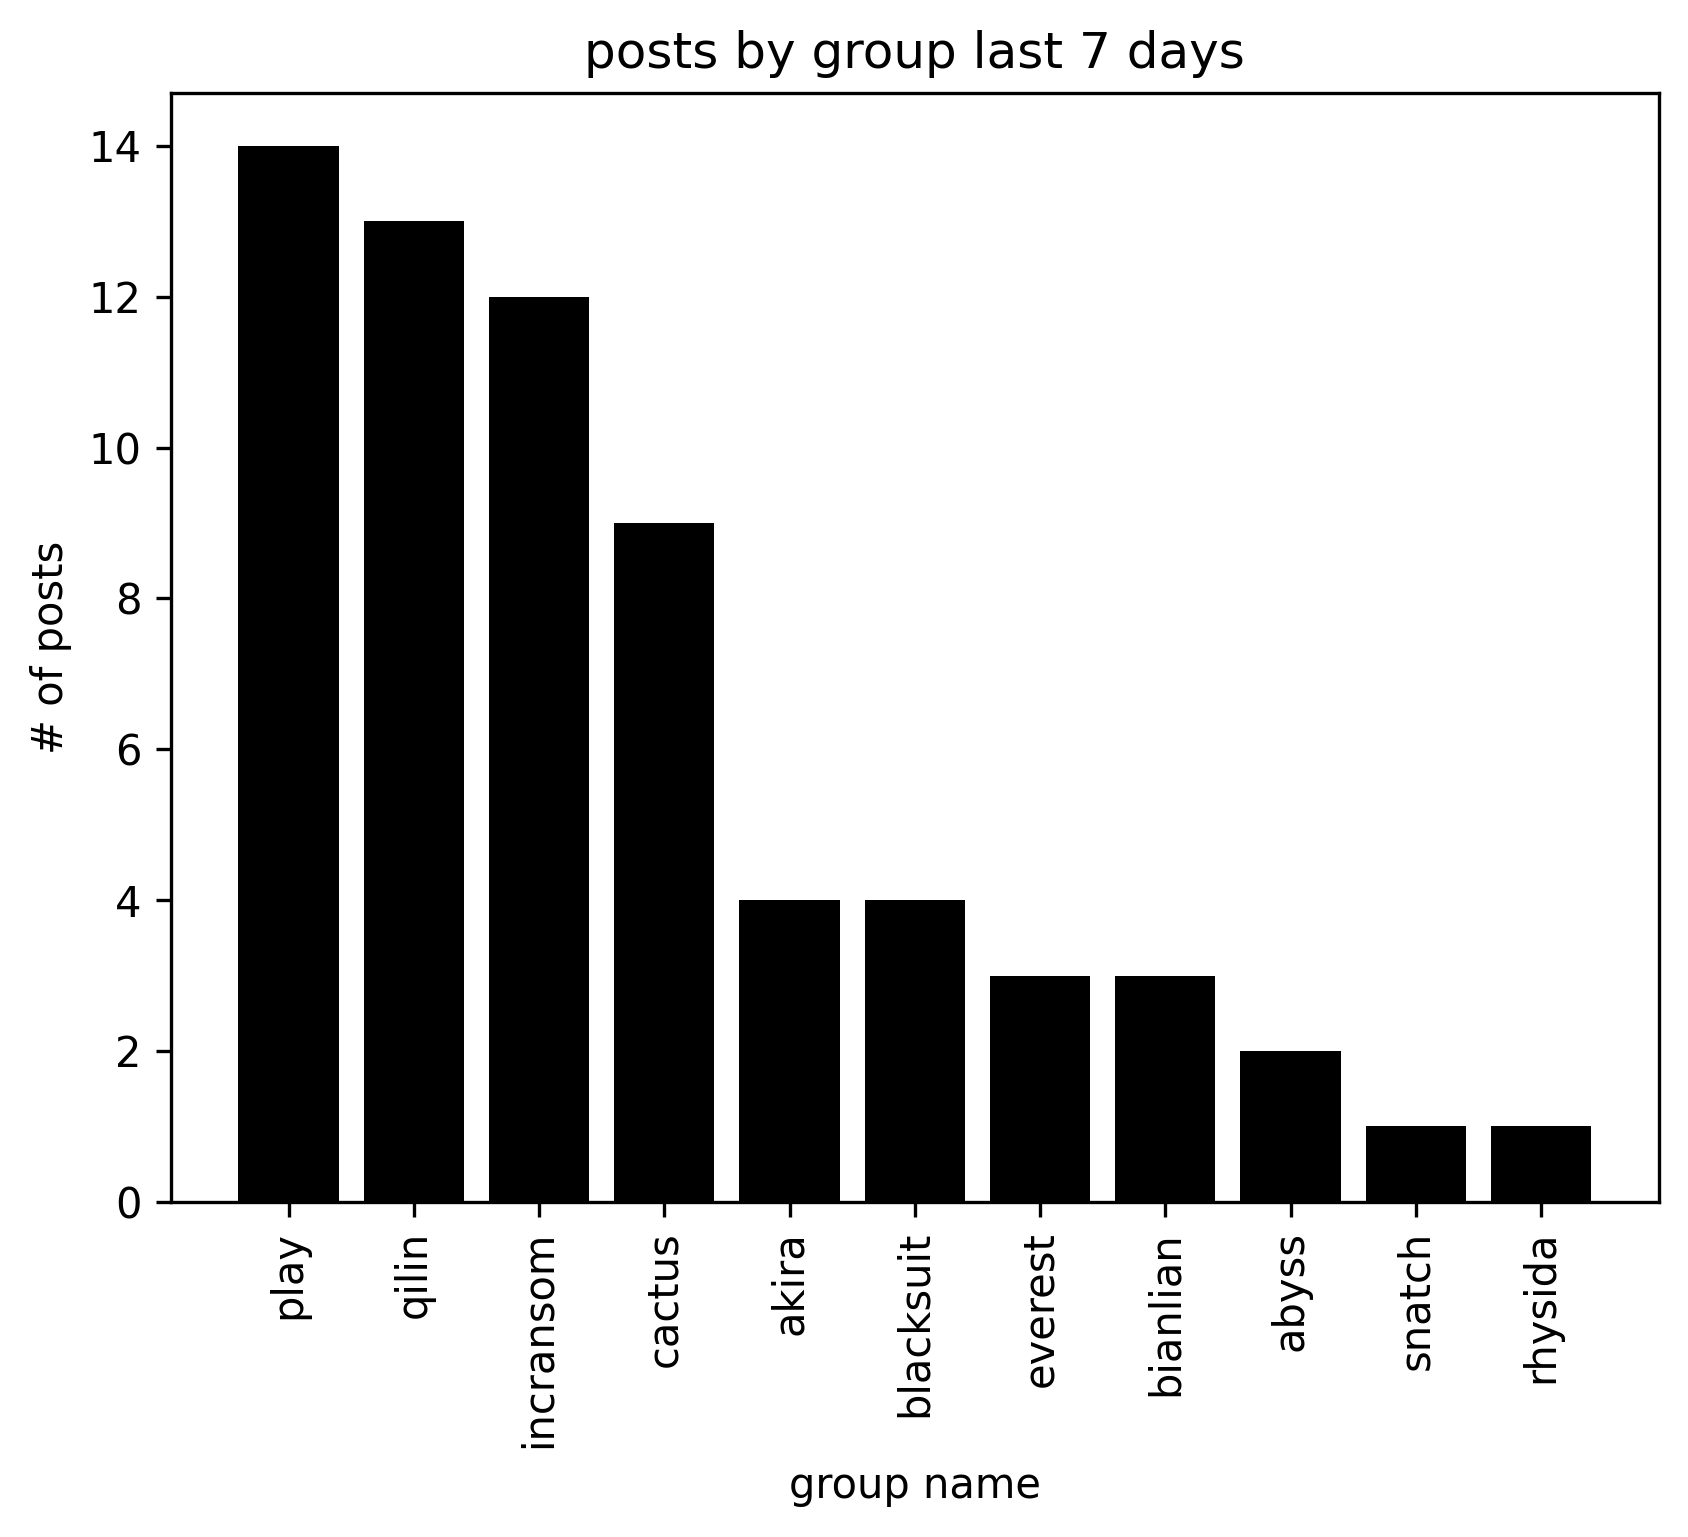 posts by group last 7 days
14
12
10
8
6
4
2
0
# of posts
play
qilin
incransom
cactus
akira
blacksuit
everest
bianlian
abyss
snatch
rhysida
group name